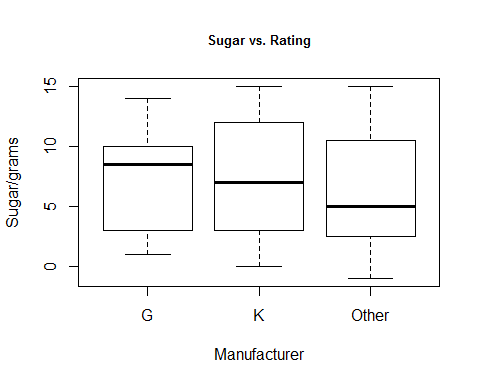 Sugar vs. Rating
Sugar/grams
15
10
5
0
G K Other
Manufacturer